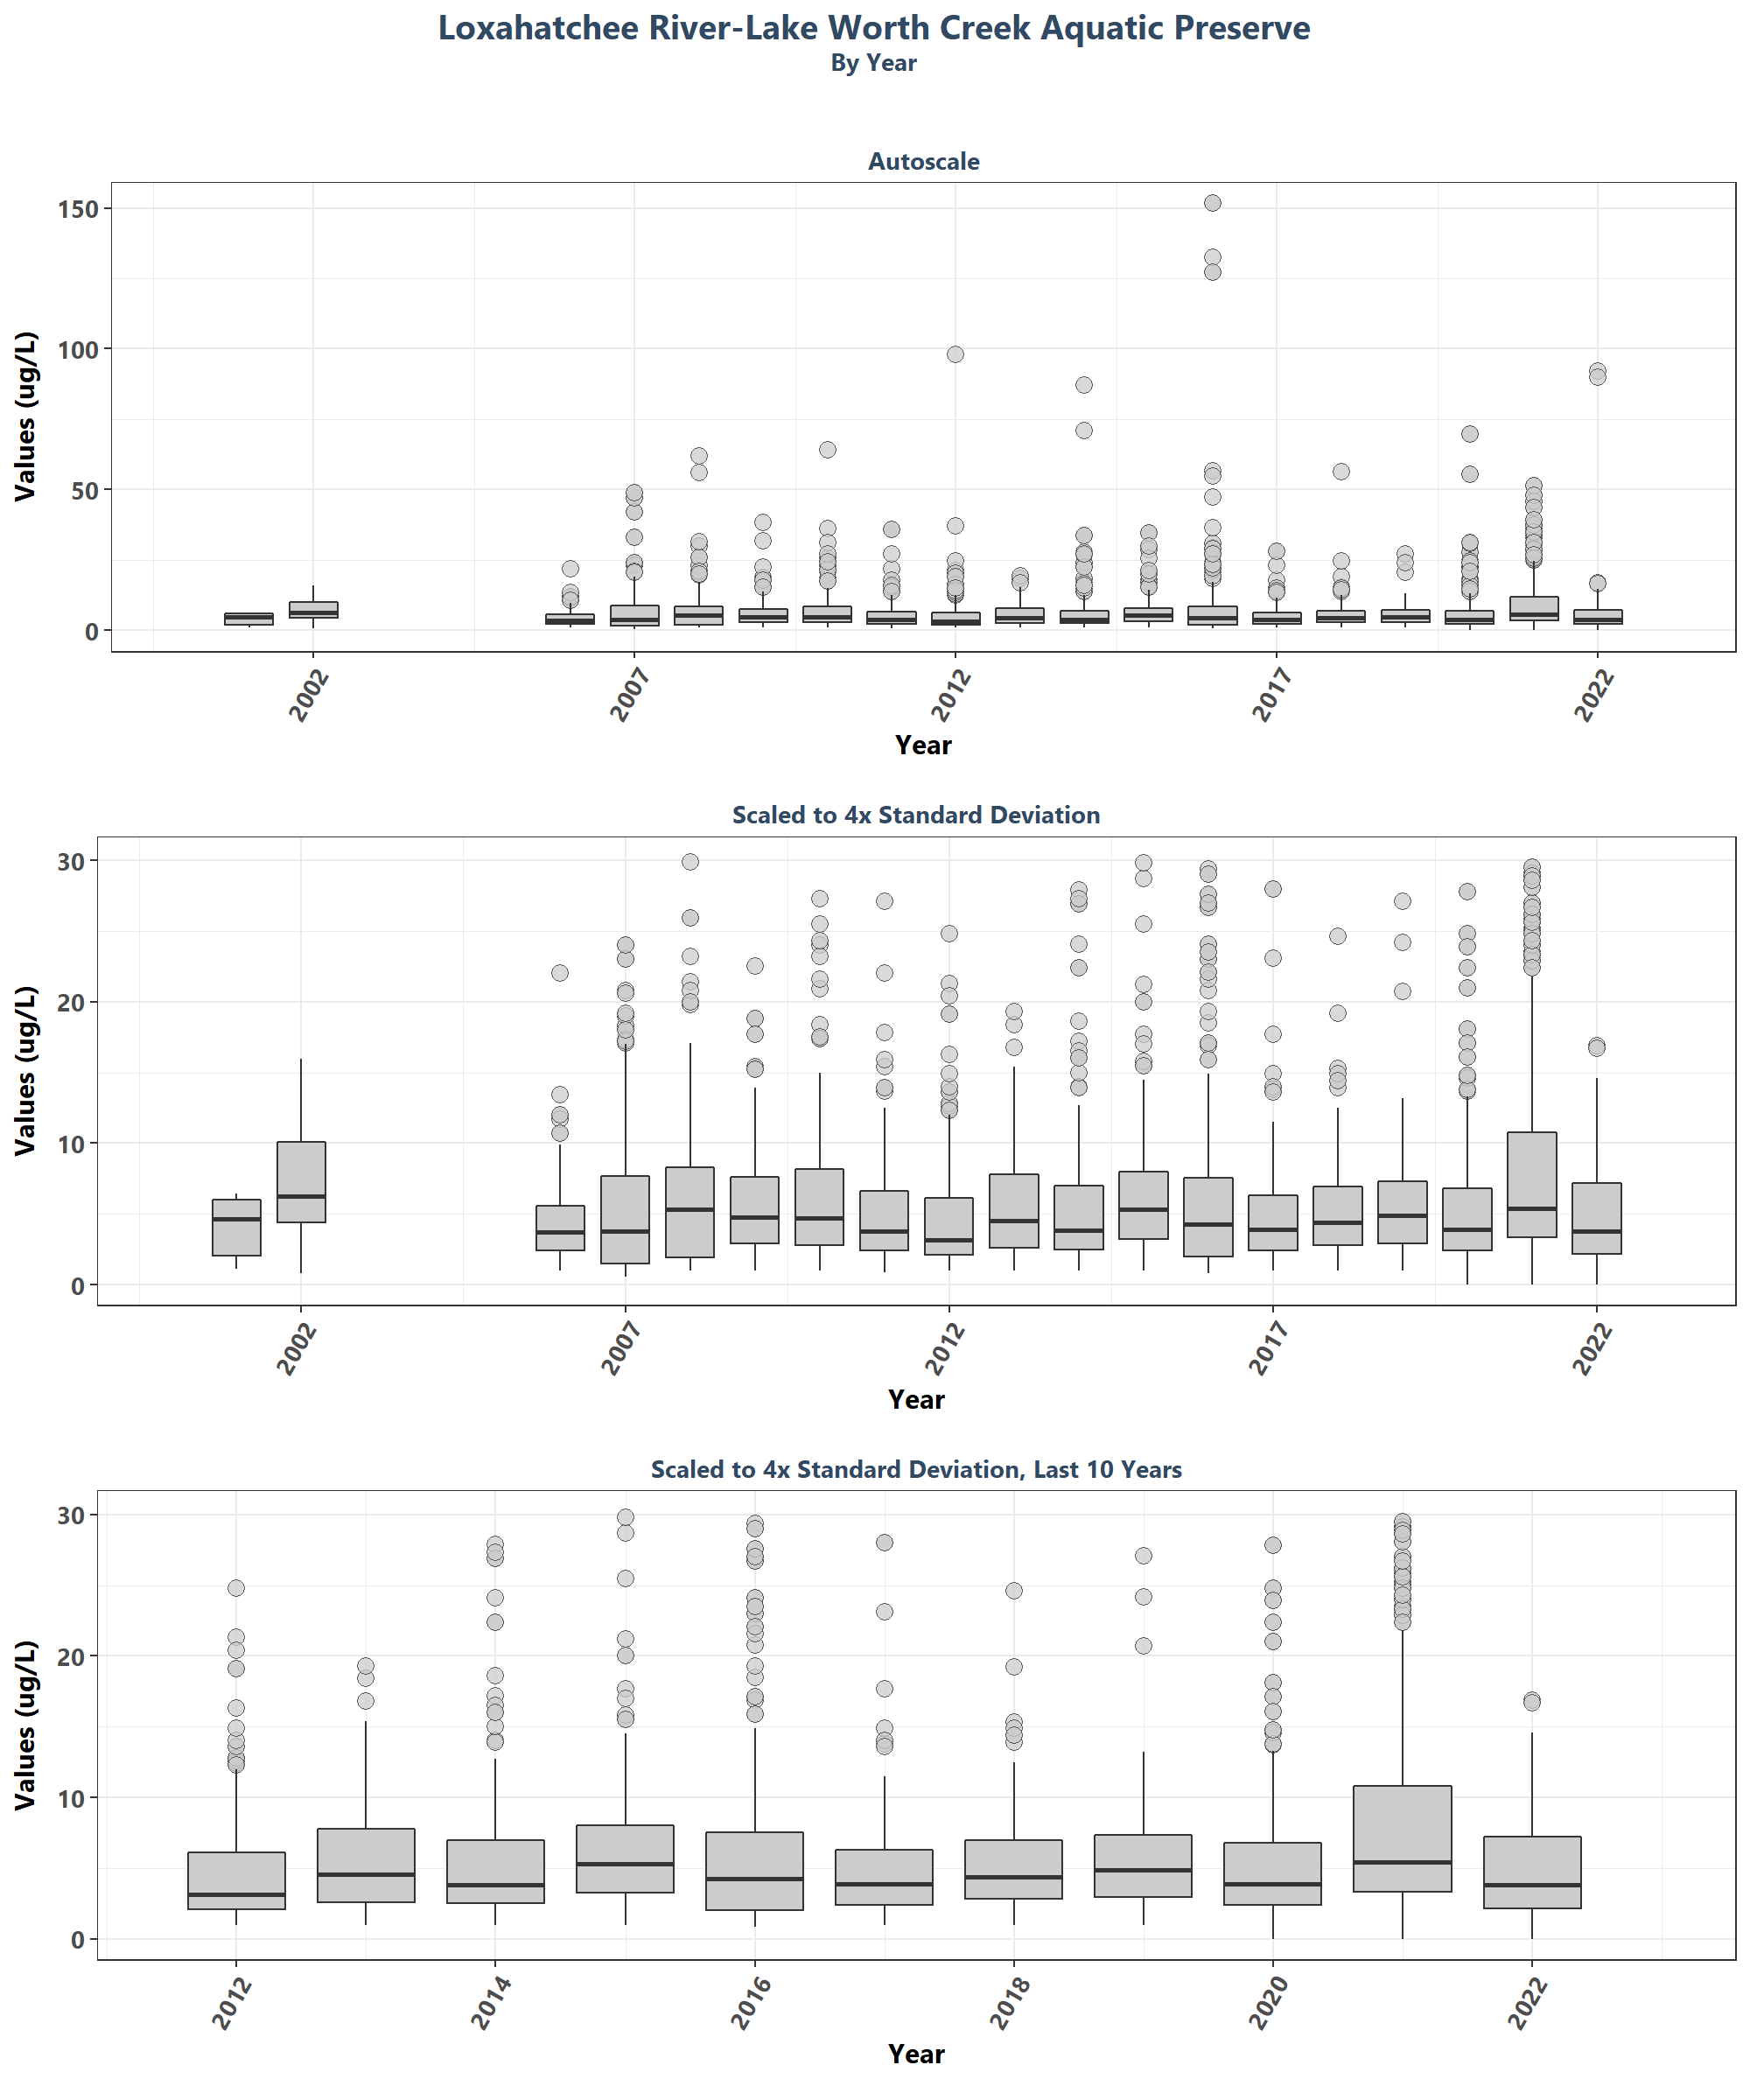 Loxahatchee River-Lake Worth Creek Aquatic Preserve
By Year
Autoscale
Values (ug/L)
150
100
50
0
2002
2007
2012
2017
2022
Year
Scaled to 4x Standard Deviation
Values (ug/L)
30
20
10
0
2002
2007
2012
2017
2022
Year
Scaled to 4x Standard Deviation, Last 10 Years
Values (ug/L)
30
20
10
0
2012
2014
2016
2018
2020
2022
Year